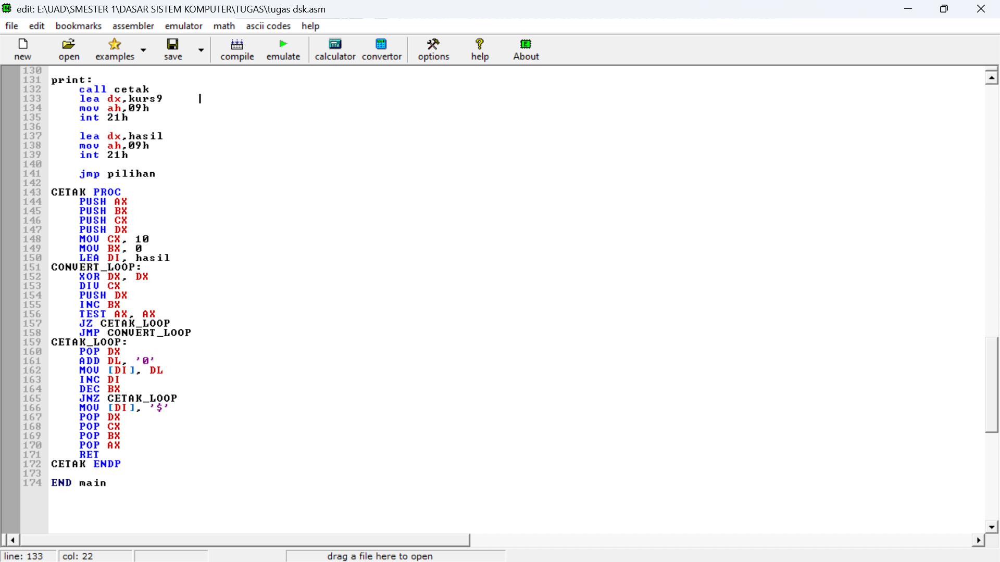 edit: E:\UAD\SMESTER 1\DASAR SISTEM KOMPUTER\TUGAS\tugas dsk.asm
file edit bookmarks assembler emulator math ascii codes help
new open examples save compile emulate calculator convertor options help About
130
131 print:
132 call cetak
133 lea dx,kurs9
134 mov ah,09h
135 int 21h
136
137 lea dx,hasil
138 mov ah,09h
139 int 21h
140
141 jmp pilihan
142
143 CETAK PROC
144 PUSH AX
145 PUSH BX
146 PUSH CX
147 PUSH DX
148 MOV CX, 10
149 MOV BX, 0
150 LEA DI, hasil
151 CONVERT_LOOP:
152 XOR DX, DX
153 DIV CX
154 PUSH DX
155 INC BX
156 TEST AX, AX
157 JZ CETAK_LOOP
158 JMP CONVERT_LOOP
159 CETAK_LOOP:
160 POP DX
161 ADD DL, '0'
162 MOV [DI], DL
163 INC DI
164 DEC BX
165 JNZ CETAK_LOOP
166 MOV [DI], '$'
167 POP DX
168 POP CX
169 POP BX
170 POP AX
171 RET
172 CETAK ENDP
173
174 END main
line: 133 col: 22 drag a file here to open